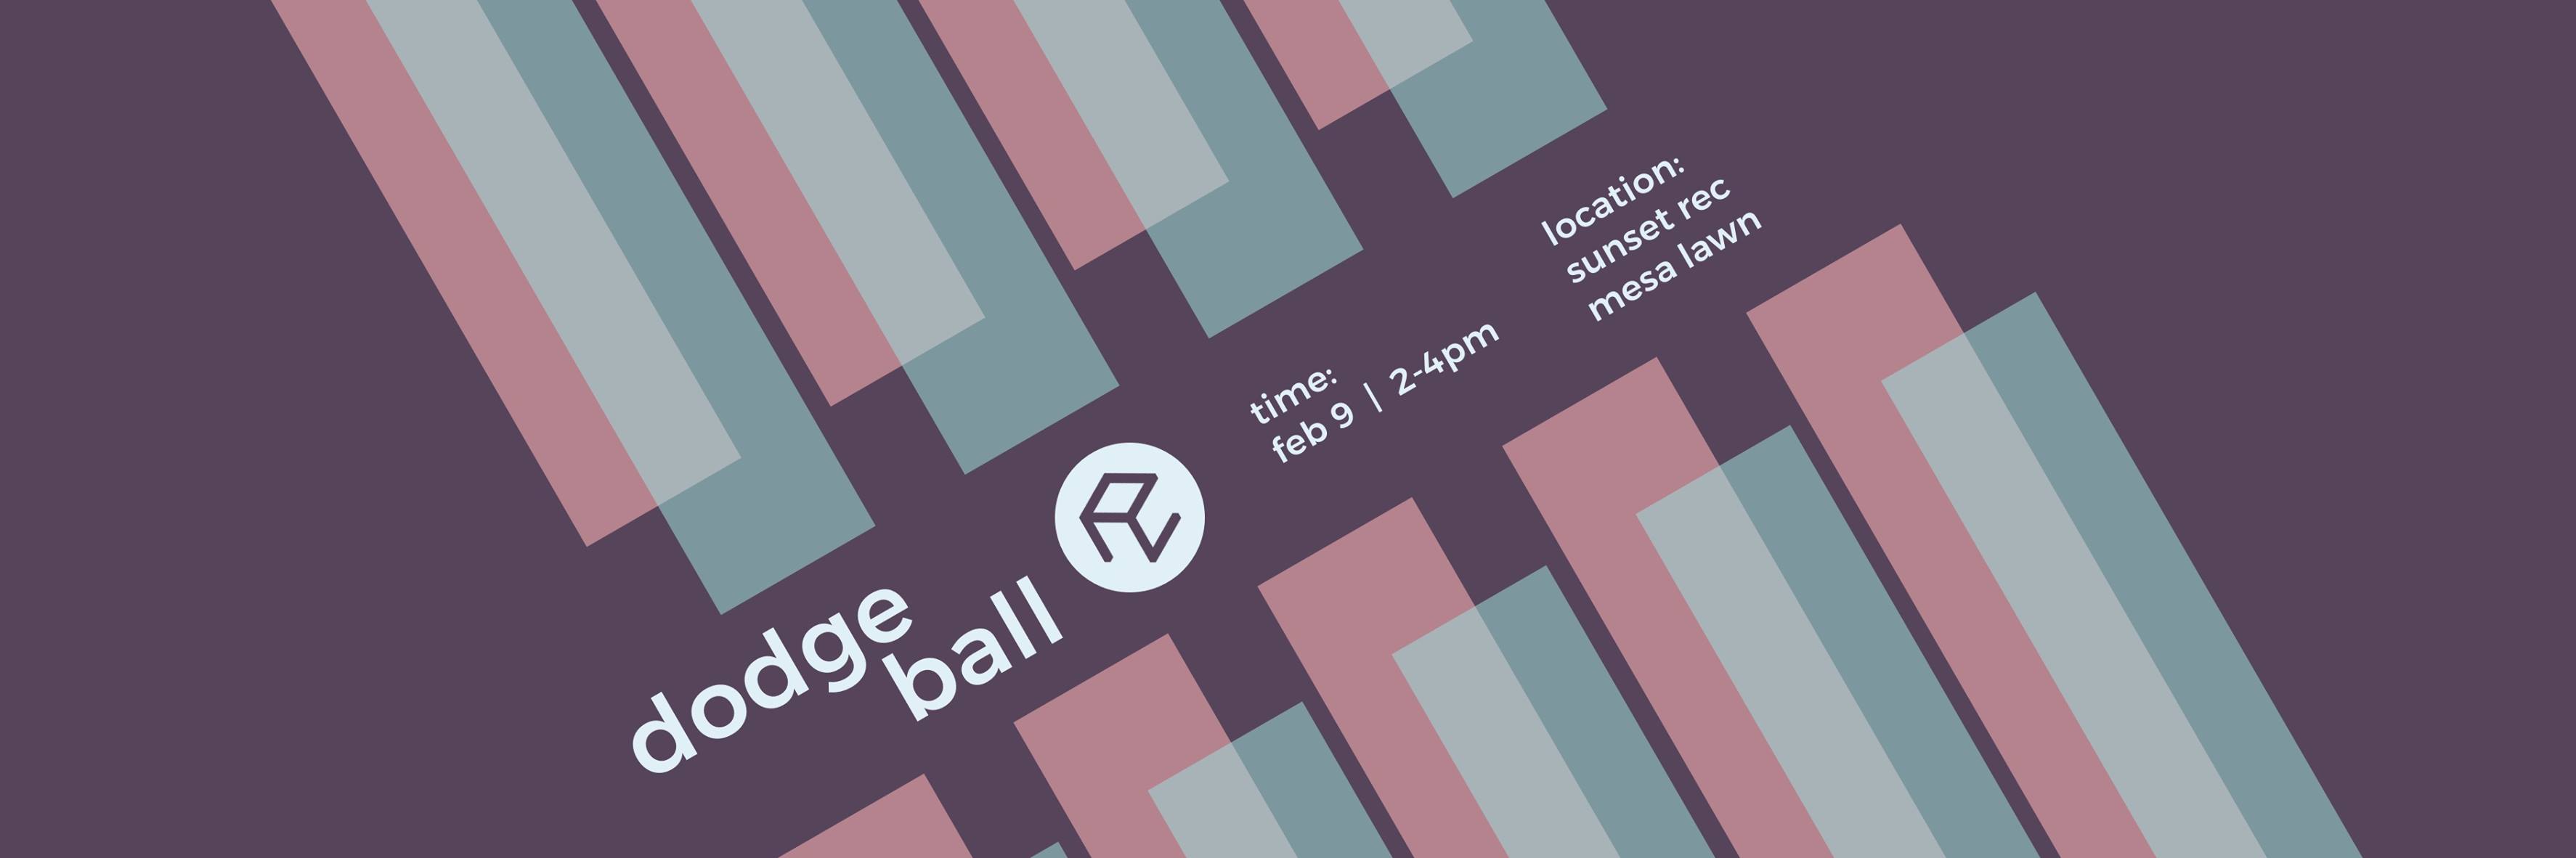 dodge
ball
time:
feb 9 | 2-4pm
location:
sunset rec
mesa lawn